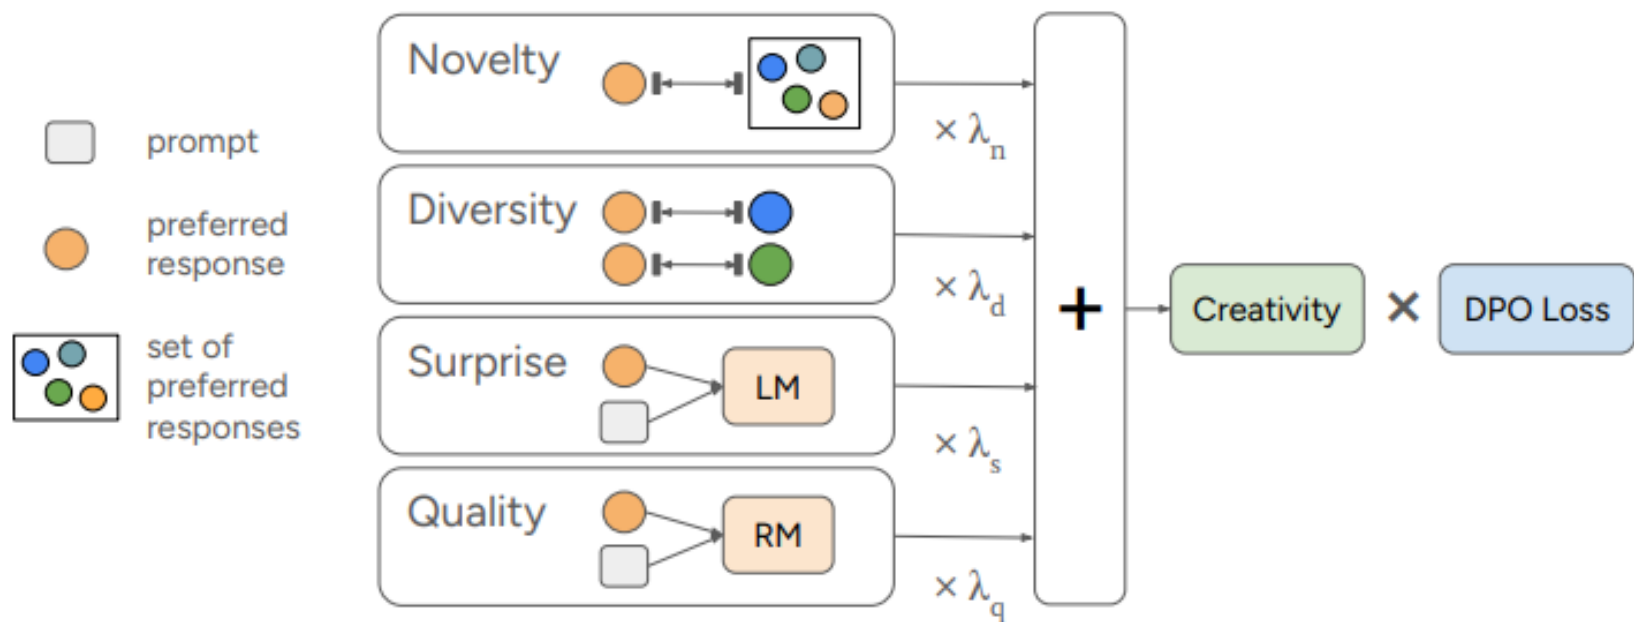 prompt
preferred
response
set of
preferred
responses
Novelty
× λn
Diversity
× λd
Surprise
LM
× λs
Quality
RM
× λq
+
Creativity
×
DPO Loss